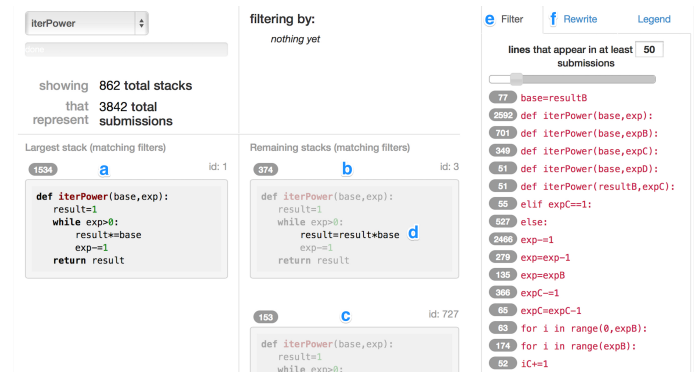 iterPower
done
showing 862 total stacks
that represent 3842 total submissions
filtering by:
nothing yet
Largest stack (matching filters)
1534 a id: 1
def iterPower(base,exp):
result=1
while exp>0:
result*=base
exp-=1
return result
Remaining stacks (matching filters)
374 b id: 3
def iterPower(base,exp):
result=1
while exp>0:
result=result*base d
exp-=1
return result
153 c id: 727
def iterPower(base,exp):
result=1
while exp>0:
e Filter f Rewrite Legend
lines that appear in at least 50
submissions
77 base=resultB
2592 def iterPower(base,exp):
701 def iterPower(base,expB):
349 def iterPower(base,expC):
51 def iterPower(base,expD):
51 def iterPower(resultB,expC):
55 elif expC==1:
527 else:
2466 exp-=1
279 exp=exp-1
135 exp=expB
366 expC-=1
65 expC=expC-1
63 for i in range(0,expB):
174 for i in range(expB):
52 iC+=1